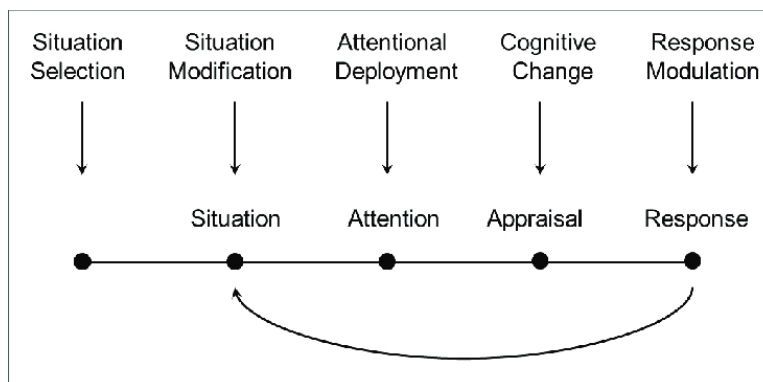 Situation Selection
Situation Modification
Attentional Deployment
Cognitive Change
Response Modulation
Situation
Attention
Appraisal
Response